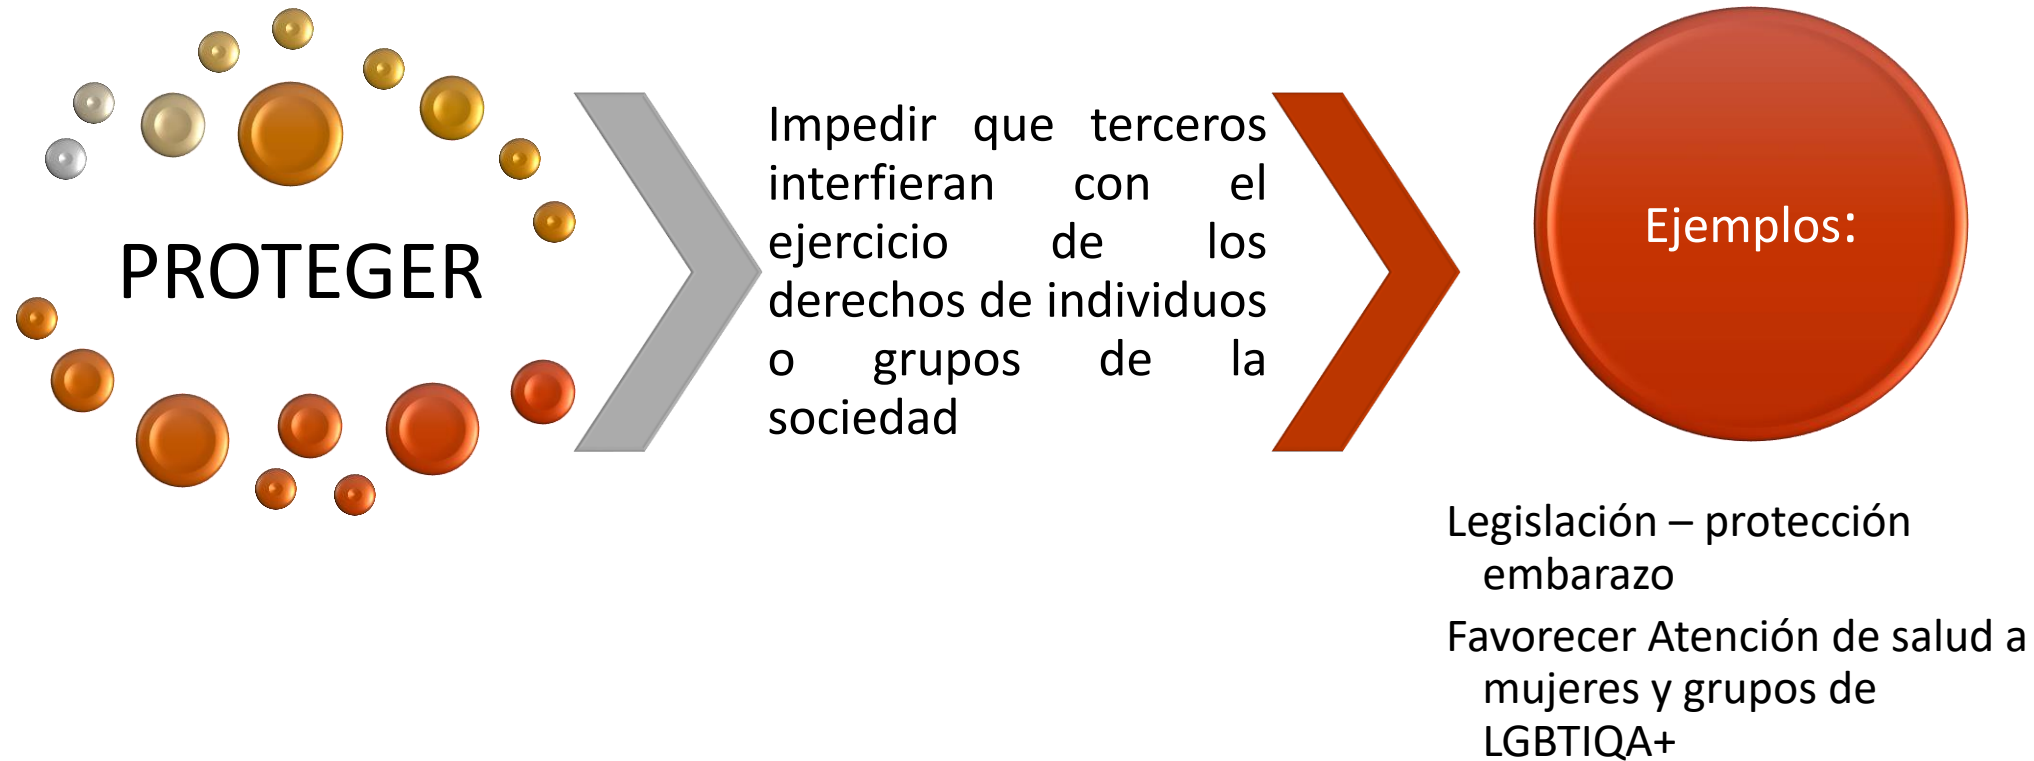 PROTEGER
Impedir que terceros
interfieran con el
ejercicio de los
derechos de individuos
o grupos de la
sociedad
Ejemplos:
Legislación – protección
embarazo
Favorecer Atención de salud a
mujeres y grupos de
LGBTIQA+